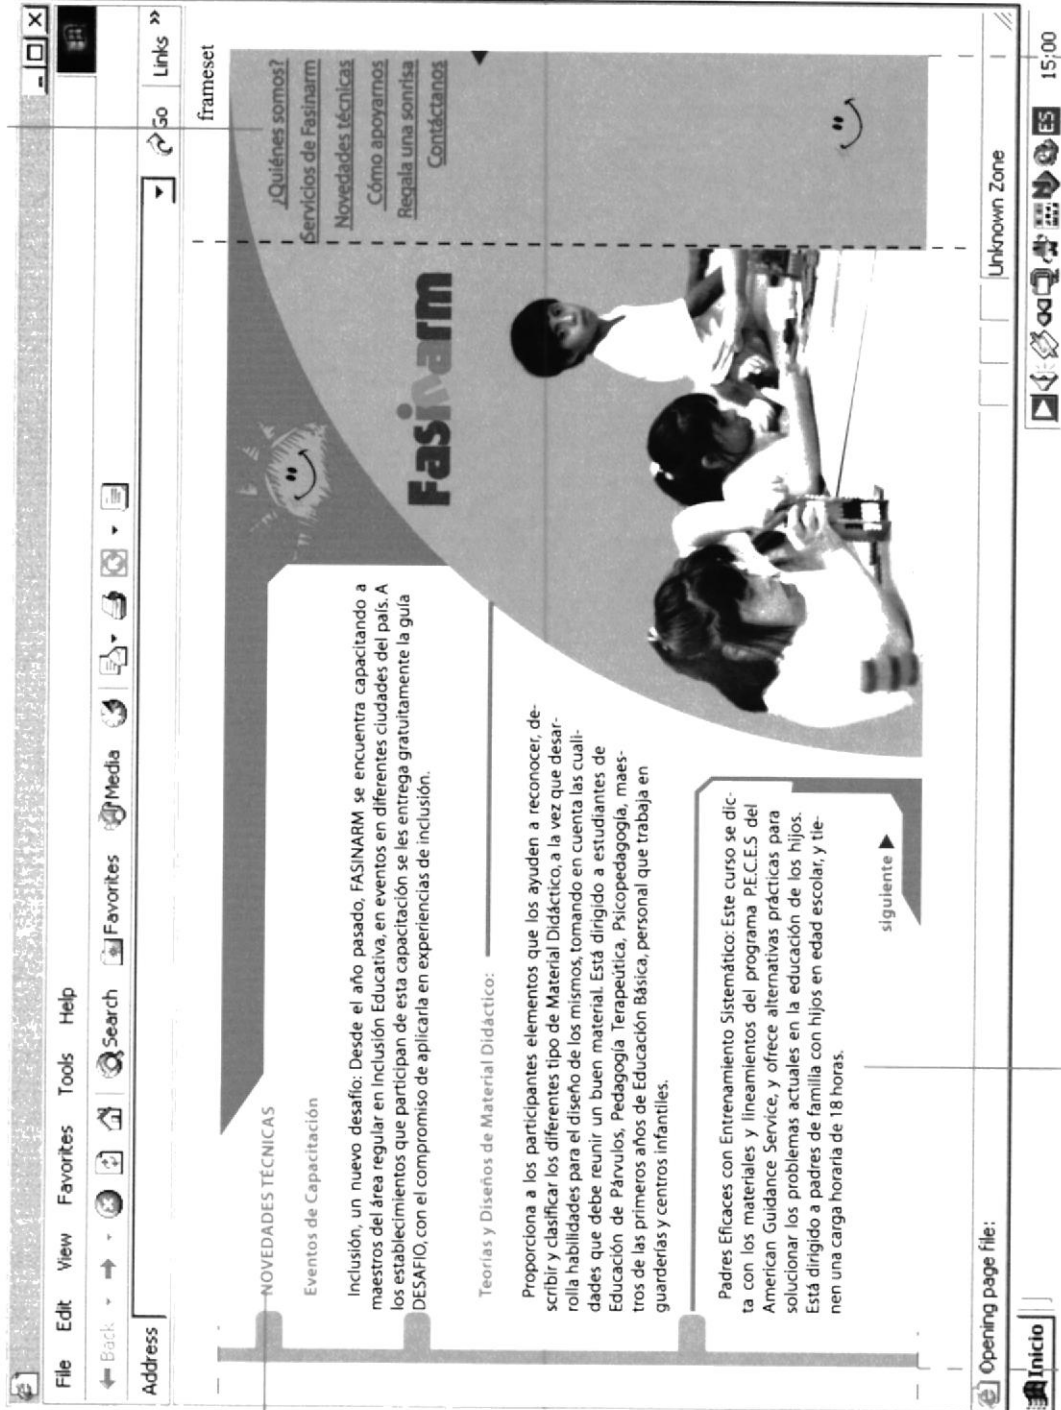 File Edit View Favorites Tools Help
Back Search Favorites Media
Address Go Links »
frameset
NOVEDADES TECNICAS
Eventos de Capacitación
Inclusión, un nuevo desafío: Desde el año pasado, FASINARM se encuentra capacitando a
maestros del área regular en Inclusión Educativa, en eventos en diferentes ciudades del país. A
los establecimientos que participan de esta capacitación se les entrega gratuitamente la guía
DESAFIO, con el compromiso de aplicarla en experiencias de inclusión.
Teorías y Diseños de Material Didáctico:
Proporciona a los participantes elementos que los ayuden a reconocer, de-
scribir y clasificar los diferentes tipo de Material Didáctico, a la vez que desar-
rolla habilidades para el diseño de los mismos, tomando en cuenta las cuali-
dades que debe reunir un buen material. Está dirigido a estudiantes de
Educación de Párvulos, Pedagogía Terapeútica, Psicopedagogía, maes-
tros de las primeros años de Educación Básica, personal que trabaja en
guarderías y centros infantiles.
Padres Eficaces con Entrenamiento Sistemático: Este curso se dic-
ta con los materiales y lineamientos del programa P.E.C.E.S del
American Guidance Service, y ofrece alternativas prácticas para
solucionar los problemas actuales en la educación de los hijos.
Está dirigido a padres de familia con hijos en edad escolar, y tie-
nen una carga horaria de 18 horas.
siguiente
Fasinarm
¿Quiénes somos?
Servicios de Fasinarm
Novedades técnicas
Cómo apoyarnos
Regala una sonrisa
Contáctanos
Opening page file: Unknown Zone
Inicio ES 15:00